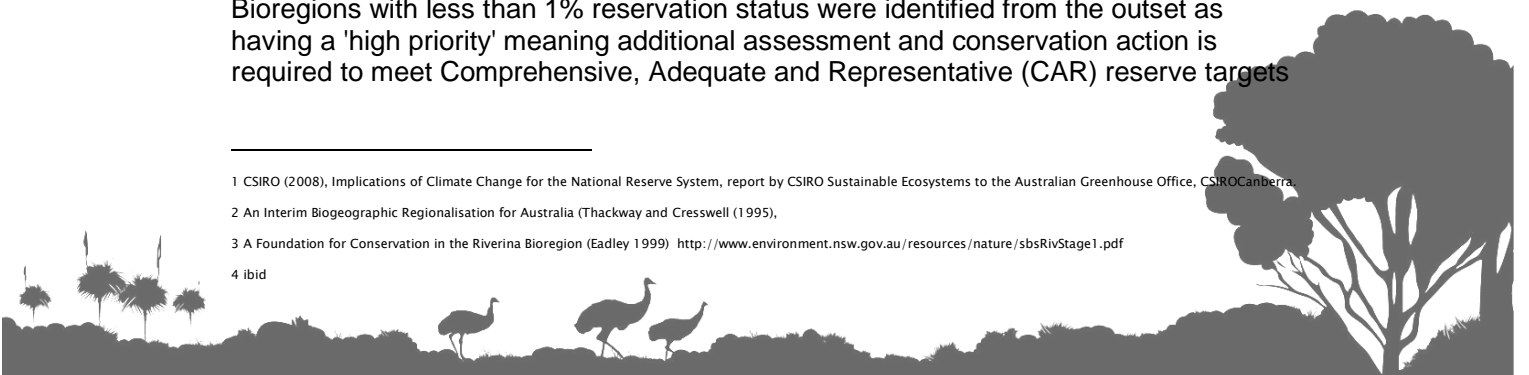 Bioregions with less than 1% reservation status were identified from the outset as
having a 'high priority' meaning additional assessment and conservation action is
required to meet Comprehensive, Adequate and Representative (CAR) reserve targets
1 CSIRO (2008), Implications of Climate Change for the National Reserve System, report by CSIRO Sustainable Ecosystems to the Australian Greenhouse Office, CSIROCanberra.
2 An Interim Biogeographic Regionalisation for Australia (Thackway and Cresswell (1995),
3 A Foundation for Conservation in the Riverina Bioregion (Eadley 1999) http://www.environment.nsw.gov.au/resources/nature/sbsRivStage1.pdf
4 ibid